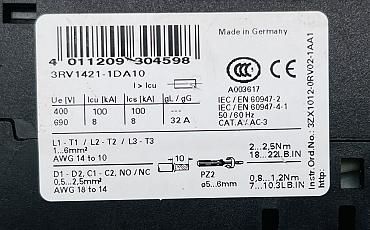 Made in Germany
4 011209 304598
3RV1421-1DA10
I > Icu
CCC
A003617
Ue [V] Icu [kA] Ics [kA] gL / gG
400 100 100 ---
690 8 8 32 A
IEC / EN 60947-2
IEC / EN 60947-4-1
50 / 60 Hz
CAT. A / AC-3
L1 - T1 / L2 - T2 / L3 - T3
1...6mm²
AWG 14 to 10
2...2,5Nm
18...22LB.IN
D1 - D2, C1 - C2, NO / NC
0,5...2,5mm²
AWG 18 to 14
10
PZ2
ø5...6mm
0,8...1,2Nm
7...10.3LB.IN
Instr. Ord. No.: 3ZX1012-0RV02-1AA1